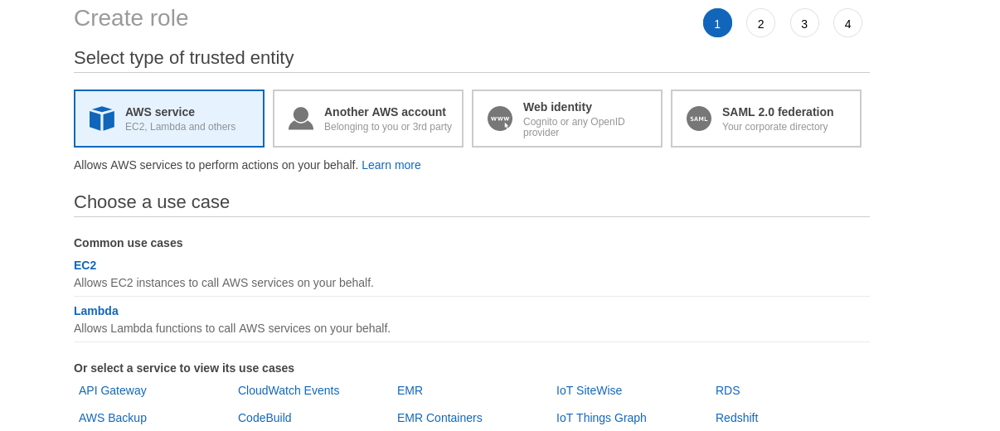 Create role
1 2 3 4
Select type of trusted entity
AWS service
EC2, Lambda and others
Another AWS account
Belonging to you or 3rd party
WWW
Web identity
Cognito or any OpenID
provider
SAML
SAML 2.0 federation
Your corporate directory
Allows AWS services to perform actions on your behalf. Learn more
Choose a use case
Common use cases
EC2
Allows EC2 instances to call AWS services on your behalf.
Lambda
Allows Lambda functions to call AWS services on your behalf.
Or select a service to view its use cases
API Gateway CloudWatch Events EMR IoT SiteWise RDS
AWS Backup CodeBuild EMR Containers IoT Things Graph Redshift